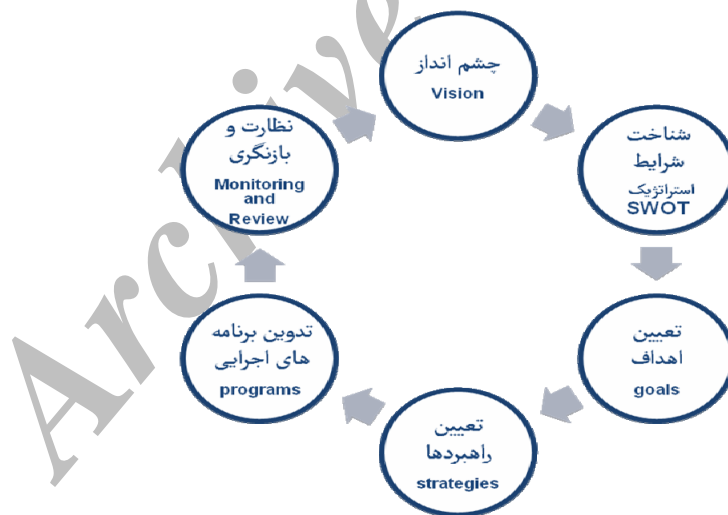 چشم انداز
Vision
شناخت
شرایط
استراتژیک
SWOT
تعیین
اهداف
goals
تعیین
راهبردها
strategies
تدوین برنامه
های اجرایی
programs
نظارت و
بازنگری
Monitoring
and
Review
Archive